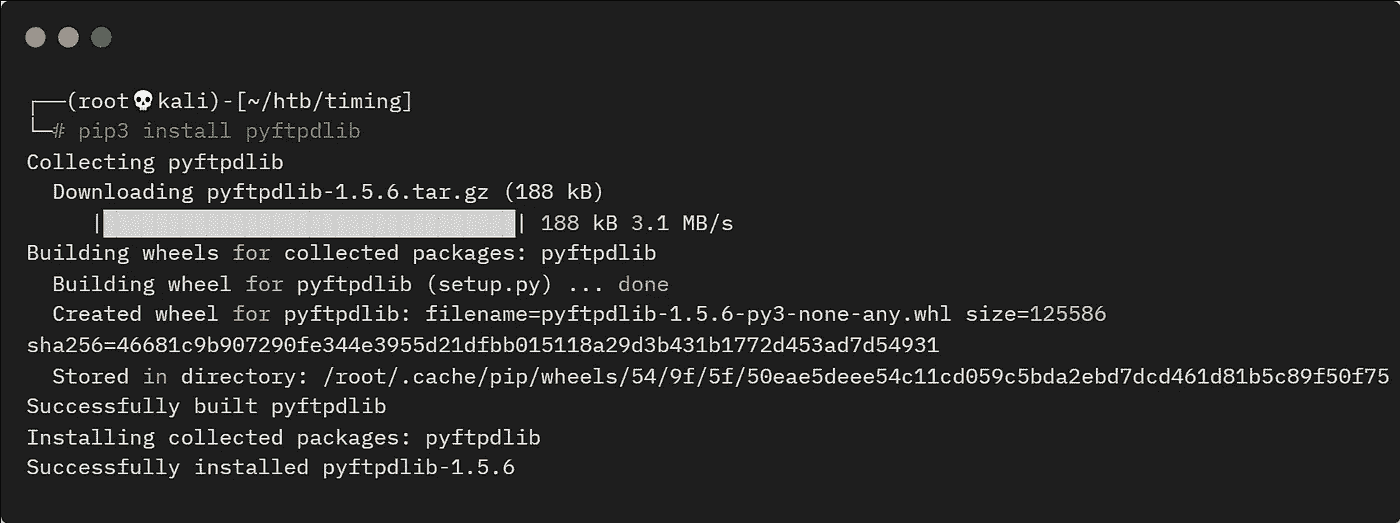 ┌──(root💀kali)-[~/htb/timing]
└─# pip3 install pyftpdlib
Collecting pyftpdlib
  Downloading pyftpdlib-1.5.6.tar.gz (188 kB)
     |████████████████████████████████| 188 kB 3.1 MB/s
Building wheels for collected packages: pyftpdlib
  Building wheel for pyftpdlib (setup.py) ... done
  Created wheel for pyftpdlib: filename=pyftpdlib-1.5.6-py3-none-any.whl size=125586
sha256=46681c9b907290fe344e3955d21dfbb015118a29d3b431b1772d453ad7d54931
  Stored in directory: /root/.cache/pip/wheels/54/9f/5f/50eae5deee54c11cd059c5bda2ebd7dcd461d81b5c89f50f75
Successfully built pyftpdlib
Installing collected packages: pyftpdlib
Successfully installed pyftpdlib-1.5.6